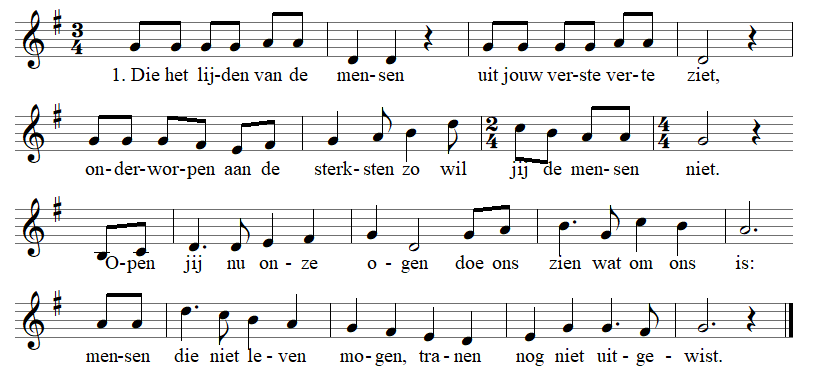 1. Die het lij-den van de men-sen uit jouw ver-ste ver-te ziet,
on-der-wor-pen aan de sterk-sten zo wil jij de men-sen niet.
O-pen jij nu on-ze o-gen doe ons zien wat om ons is:
men-sen die niet le-ven mo-gen, tra-nen nog niet uit-ge-wist.